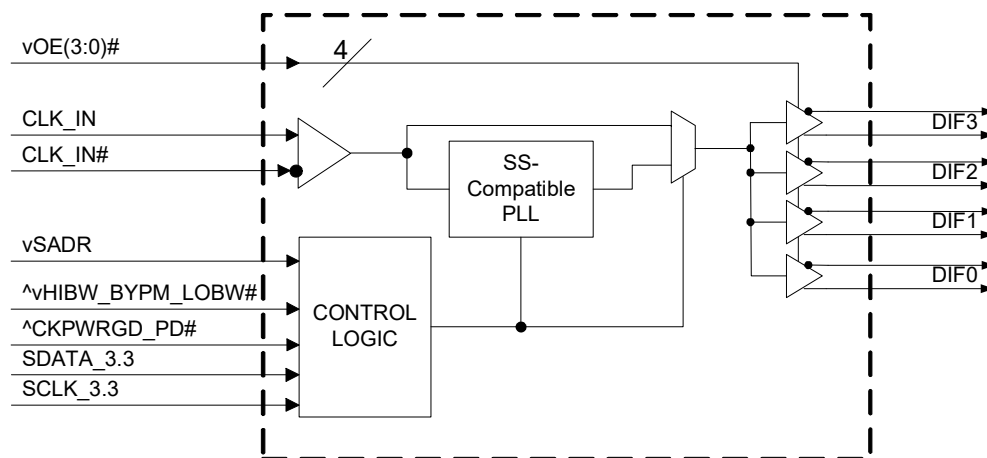 vOE(3:0)#
4
CLK_IN
CLK_IN#
DIF3
SS-
Compatible
PLL
DIF2
DIF1
vSADR
DIF0
^vHIBW_BYPM_LOBW#
CONTROL
LOGIC
^CKPWRGD_PD#
SDATA_3.3
SCLK_3.3